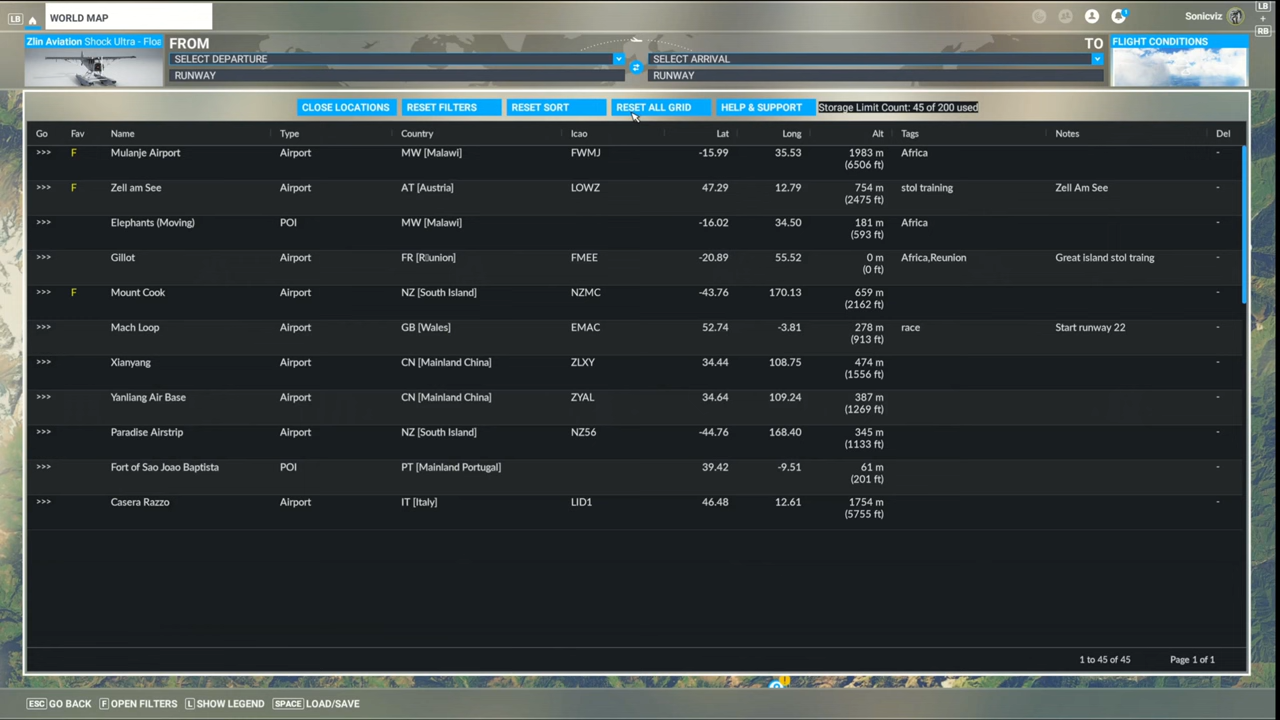 LB WORLD MAP Sonicviz LB
+
RB
Zlin Aviation Shock Ultra - Floa FROM TO FLIGHT CONDITIONS
SELECT DEPARTURE SELECT ARRIVAL
RUNWAY RUNWAY
CLOSE LOCATIONS RESET FILTERS RESET SORT RESET ALL GRID HELP & SUPPORT Storage Limit Count: 45 of 200 used
Go Fav Name Type Country Icao Lat Long Alt Tags Notes Del
>>> F Mulanje Airport Airport MW [Malawi] FWMJ -15.99 35.53 1983 m Africa -
(6506 ft)
>>> F Zell am See Airport AT [Austria] LOWZ 47.29 12.79 754 m stol training Zell Am See -
(2475 ft)
>>> Elephants (Moving) POI MW [Malawi] -16.02 34.50 181 m Africa -
(593 ft)
>>> Gillot Airport FR FMEE -20.89 55.52 0 m Africa,Reunion Great island stol traing -
(0 ft)
>>> F Mount Cook Airport NZ [South Island] NZMC -43.76 170.13 659 m -
(2162 ft)
>>> Mach Loop Airport GB [Wales] EMAC 52.74 -3.81 278 m race Start runway 22 -
(913 ft)
>>> Xianyang Airport CN [Mainland China] ZLXY 34.44 108.75 474 m -
(1556 ft)
>>> Yanliang Air Base Airport CN [Mainland China] ZYAL 34.64 109.24 387 m -
(1269 ft)
>>> Paradise Airstrip Airport NZ [South Island] NZ56 -44.76 168.40 345 m -
(1133 ft)
>>> Fort of Sao Joao Baptista POI PT [Mainland Portugal] 39.42 -9.51 61 m -
(201 ft)
>>> Casera Razzo Airport IT [Italy] LID1 46.48 12.61 1754 m -
(5755 ft)
1 to 45 of 45 Page 1 of 1
ESC GO BACK F OPEN FILTERS L SHOW LEGEND SPACE LOAD/SAVE